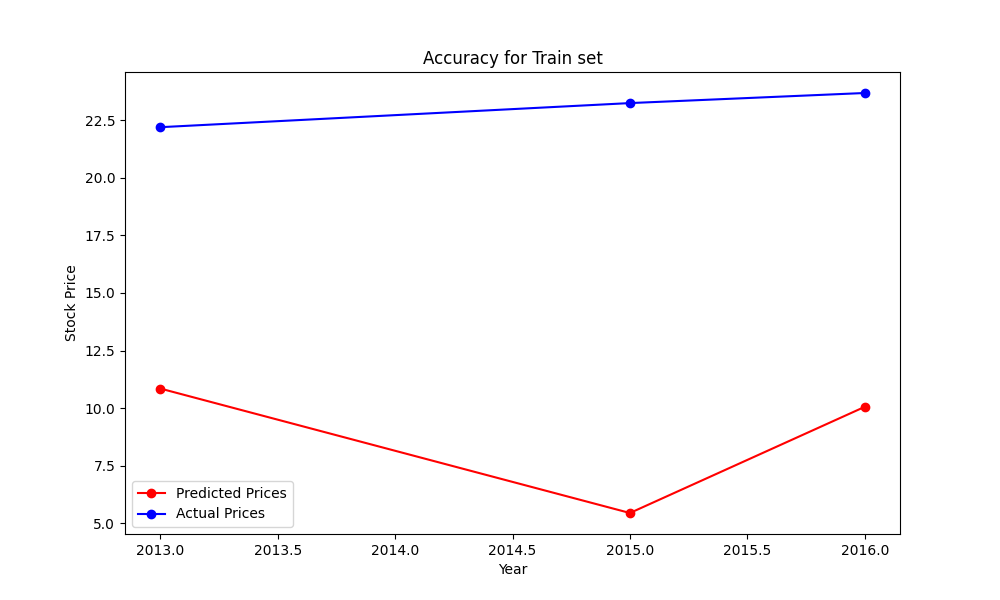 Accuracy for Train set
Stock Price
22.5
20.0
17.5
15.0
12.5
10.0
7.5
5.0
Predicted Prices
Actual Prices
2013.0 2013.5 2014.0 2014.5 2015.0 2015.5 2016.0
Year